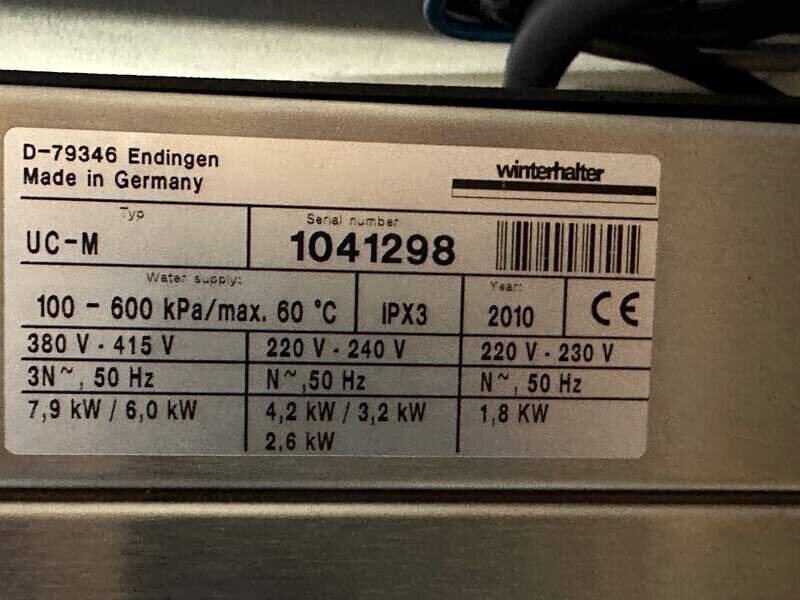 D-79346 Endingen
Made in Germany
winterhalter
Typ
UC-M
Serial number
1041298
Water supply:
100 - 600 kPa/max. 60 °C
IPX3
Year:
2010
CE
380 V - 415 V
220 V - 240 V
220 V - 230 V
3N~, 50 Hz
N~,50 Hz
N~, 50 Hz
7,9 kW / 6,0 kW
4,2 kW / 3,2 kW
1,8 KW
2,6 kW